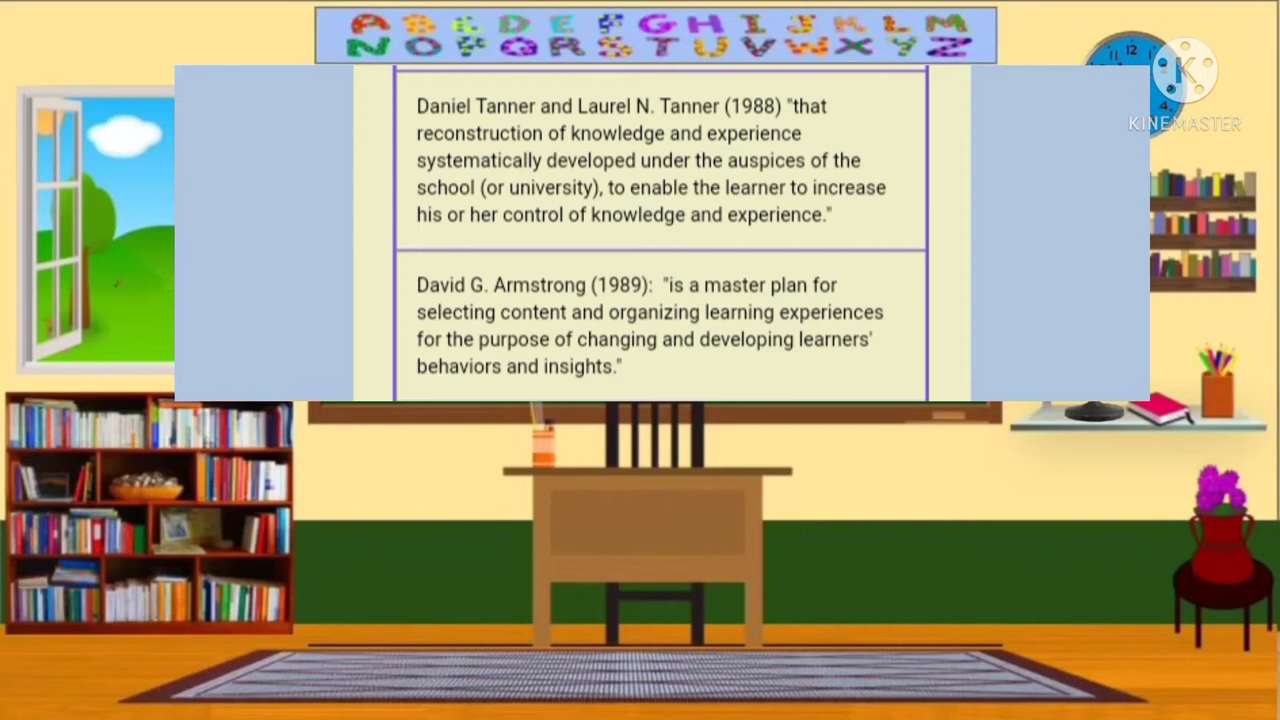 A B C D E F G H I J K L M
N O P Q R S T U V W X Y Z
11 12
4
K
KINEMASTER
Daniel Tanner and Laurel N. Tanner (1988) "that
reconstruction of knowledge and experience
systematically developed under the auspices of the
school (or university), to enable the learner to increase
his or her control of knowledge and experience."
David G. Armstrong (1989):  "is a master plan for
selecting content and organizing learning experiences
for the purpose of changing and developing learners'
behaviors and insights."